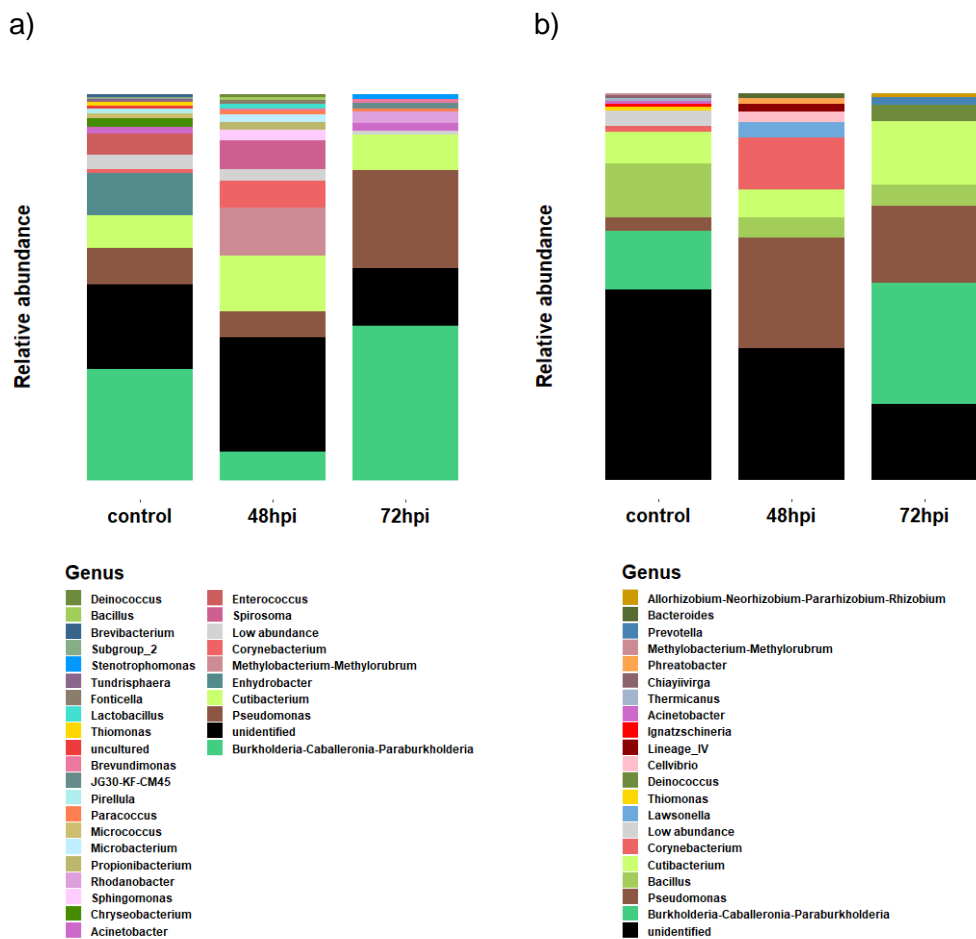 a)
b)
Relative abundance
control
48hpi
72hpi
Relative abundance
control
48hpi
72hpi
Genus
Deinococcus
Bacillus
Brevibacterium
Subgroup_2
Stenotrophomonas
Tundrisphaera
Fonticella
Lactobacillus
Thiomonas
uncultured
Brevundimonas
JG30-KF-CM45
Pirellula
Paracoccus
Micrococcus
Microbacterium
Propionibacterium
Rhodanobacter
Sphingomonas
Chryseobacterium
Acinetobacter
Enterococcus
Spirosoma
Low abundance
Corynebacterium
Methylobacterium-Methylorubrum
Enhydrobacter
Cutibacterium
Pseudomonas
unidentified
Burkholderia-Caballeronia-Paraburkholderia
Genus
Allorhizobium-Neorhizobium-Pararhizobium-Rhizobium
Bacteroides
Prevotella
Methylobacterium-Methylorubrum
Phreatobacter
Chayiivirga
Thermicanus
Acinetobacter
Ignatzschineria
Lineage_IV
Cellvibrio
Deinococcus
Thiomonas
Lawsonella
Low abundance
Corynebacterium
Cutibacterium
Bacillus
Pseudomonas
Burkholderia-Caballeronia-Paraburkholderia
unidentified